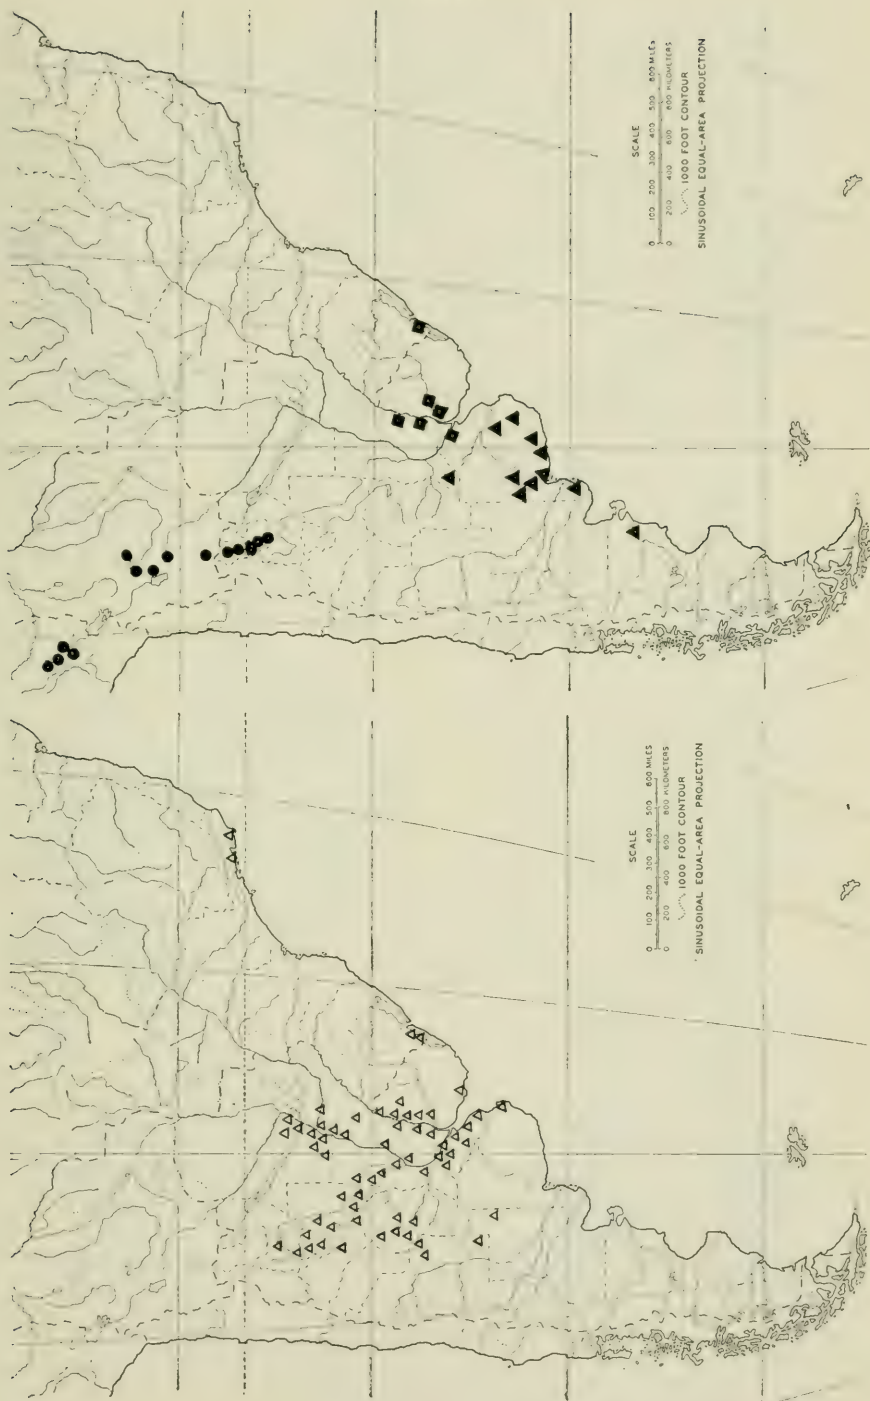 SCALE
0 100 200 300 400 500 600 MILES
0 200 400 600 800 KILOMETERS
1000 FOOT CONTOUR
SINUSOIDAL EQUAL-AREA PROJECTION
SCALE
0 100 200 300 400 500 600 MILES
0 200 400 600 800 KILOMETERS
1000 FOOT CONTOUR
SINUSOIDAL EQUAL-AREA PROJECTION